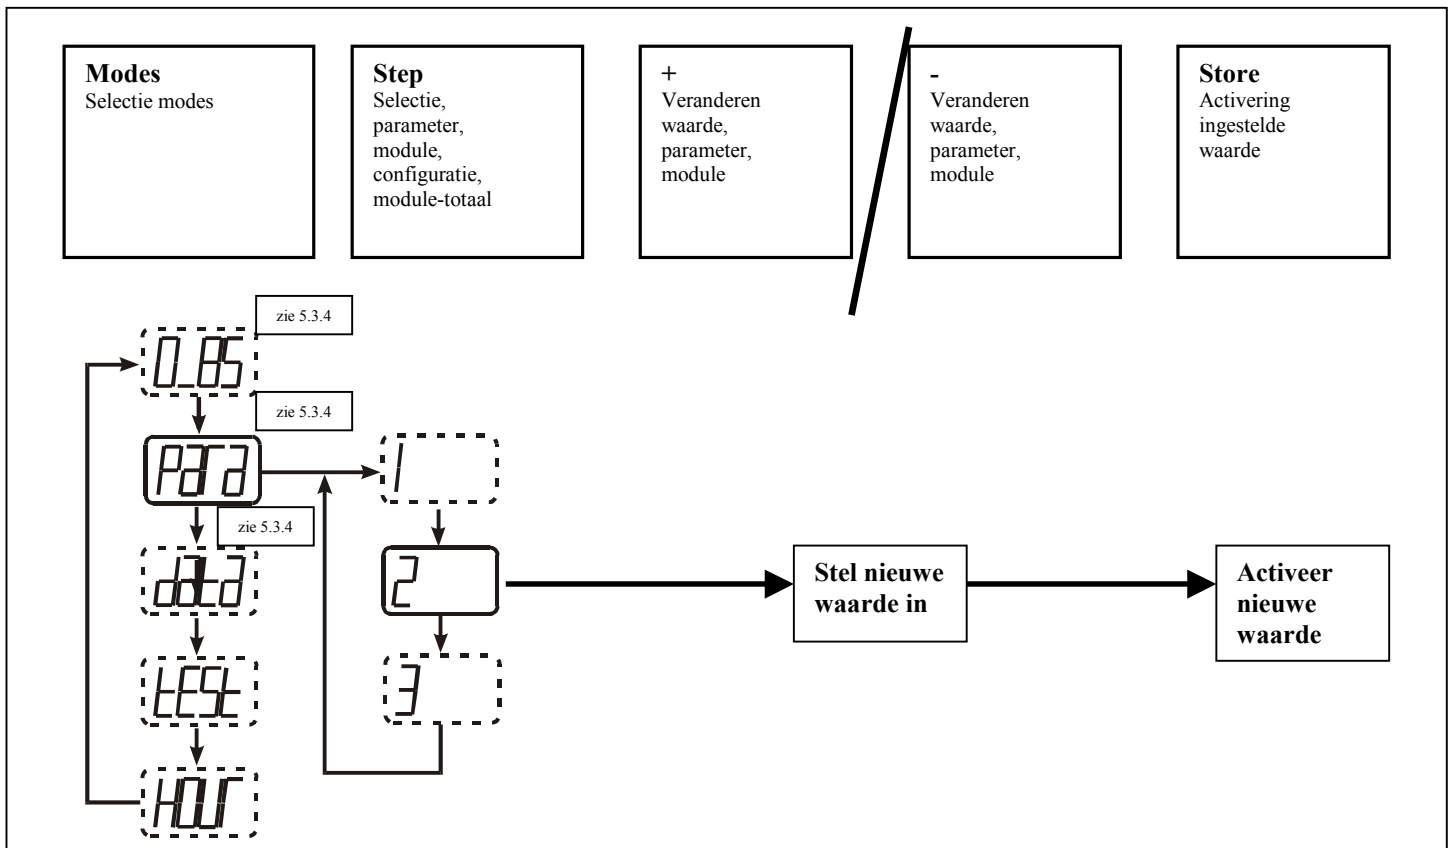 Modes
Selectie modes
Step
Selectie,
parameter,
module,
configuratie,
module-totaal
+
Veranderen
waarde,
parameter,
module
-
Veranderen
waarde,
parameter,
module
Store
Activering
ingestelde
waarde
zie 5.3.4
0_85
zie 5.3.4
PaTa
1
zie 5.3.4
data
2
Stel nieuwe
waarde in
Activeer
nieuwe
waarde
tESt
3
HOUr